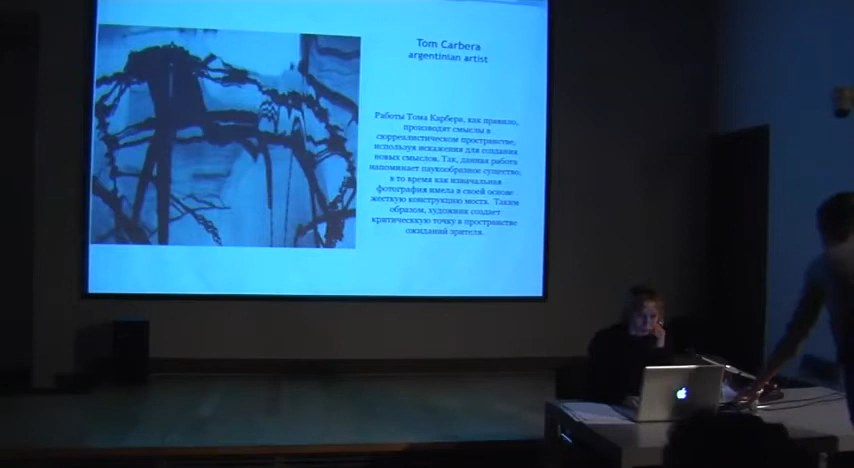 Tom Carbera
argentinian artist
Работы Тома Карбера, как правило,
производят смыслы в
сюрреалистическом пространстве,
используя искажения для создания
новых смыслов. Так, данная работа
напоминает паукообразное существо,
в то время как изначальная
фотография имела в своей основе
жесткую конструкцию моста. Таким
образом, художник создает
критическкую точку в пространстве
ожиданий зрителя.